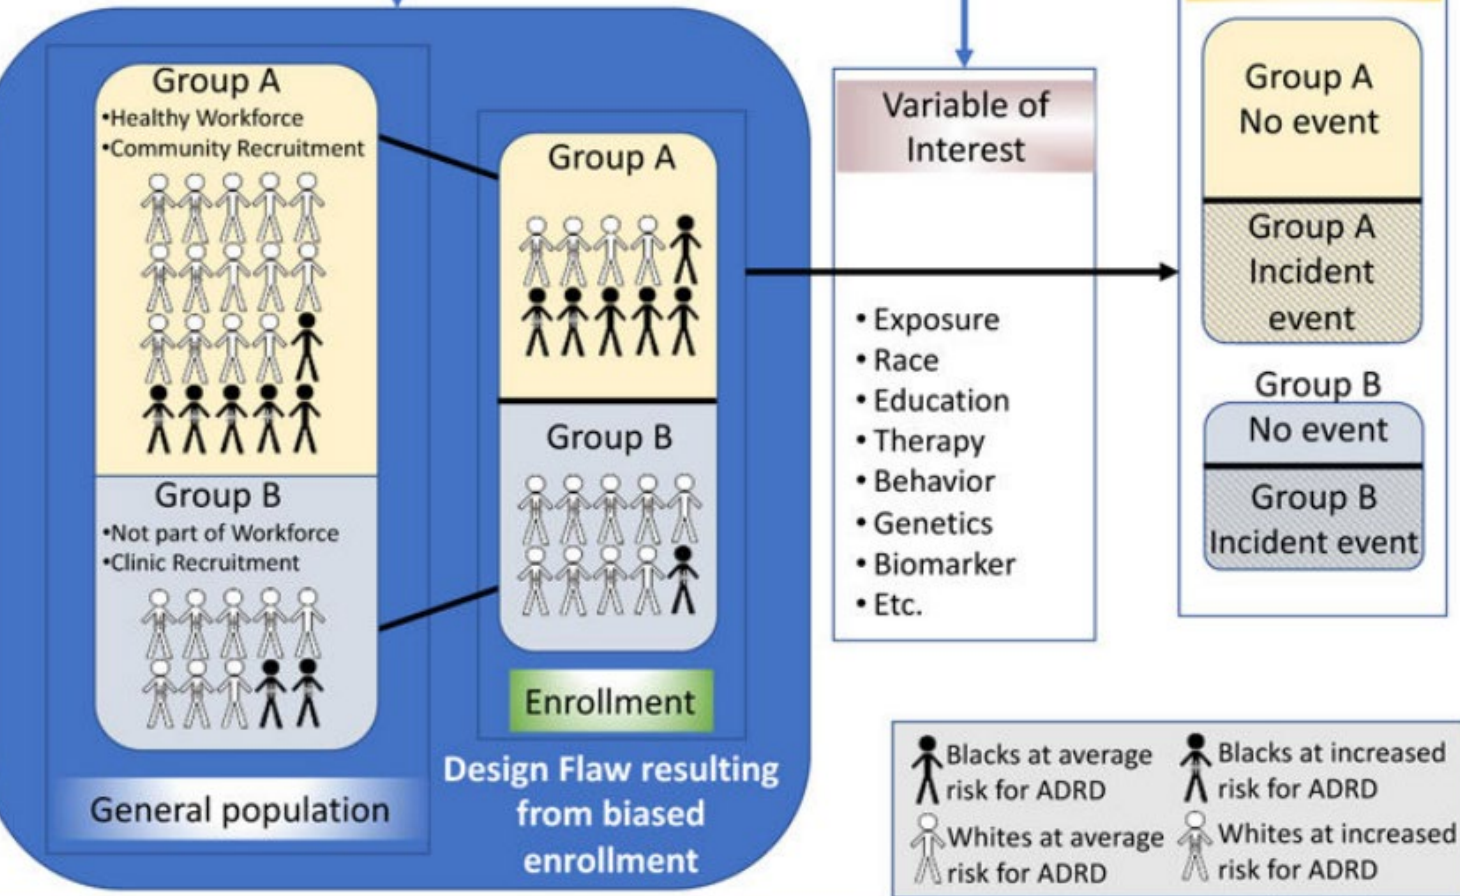 Group A
•Healthy Workforce
•Community Recruitment
Group B
•Not part of Workforce
•Clinic Recruitment
General population
Group A
Group B
Enrollment
Design Flaw resulting
from biased
enrollment
Variable of
Interest
• Exposure
• Race
• Education
• Therapy
• Behavior
• Genetics
• Biomarker
• Etc.
Group A
No event
Group A
Incident
event
Group B
No event
Group B
Incident event
Blacks at average
risk for ADRD
Blacks at increased
risk for ADRD
Whites at average
risk for ADRD
Whites at increased
risk for ADRD